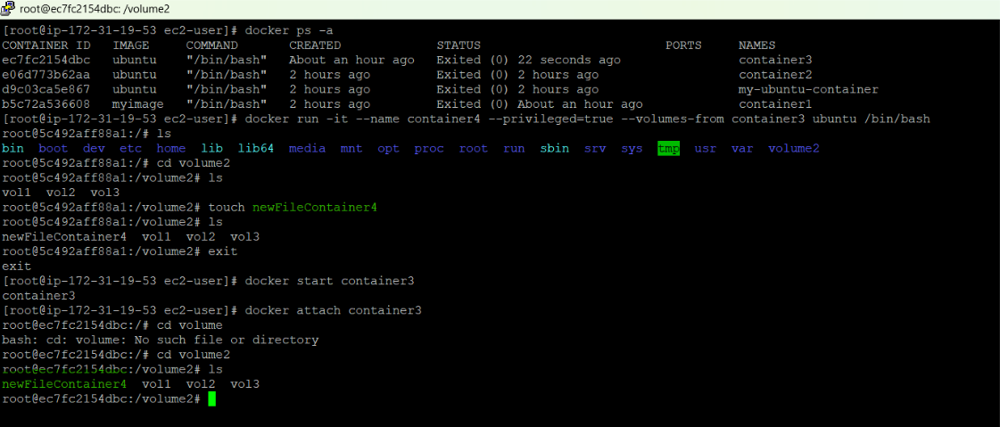 root@ec7fc2154dbc: /volume2
[root@ip-172-31-19-53 ec2-user]# docker ps -a
CONTAINER ID   IMAGE     COMMAND       CREATED             STATUS                         PORTS     NAMES
ec7fc2154dbc   ubuntu    "/bin/bash"   About an hour ago   Exited (0) 22 seconds ago                container3
e06d773b62aa   ubuntu    "/bin/bash"   2 hours ago         Exited (0) 2 hours ago                   container2
d9c03ca5e867   ubuntu    "/bin/bash"   2 hours ago         Exited (0) 2 hours ago                   my-ubuntu-container
b5c72a536608   myimage   "/bin/bash"   2 hours ago         Exited (0) About an hour ago             container1
[root@ip-172-31-19-53 ec2-user]# docker run -it --name container4 --privileged=true --volumes-from container3 ubuntu /bin/bash
root@5c492aff88a1:/# ls
bin  boot  dev  etc  home  lib  lib64  media  mnt  opt  proc  root  run  sbin  srv  sys  tmp  usr  var  volume2
root@5c492aff88a1:/# cd volume2
root@5c492aff88a1:/volume2# ls
vol1  vol2  vol3
root@5c492aff88a1:/volume2# touch newFileContainer4
root@5c492aff88a1:/volume2# ls
newFileContainer4  vol1  vol2  vol3
root@5c492aff88a1:/volume2# exit
exit
[root@ip-172-31-19-53 ec2-user]# docker start container3
container3
[root@ip-172-31-19-53 ec2-user]# docker attach container3
root@ec7fc2154dbc:/# cd volume
bash: cd: volume: No such file or directory
root@ec7fc2154dbc:/# cd volume2
root@ec7fc2154dbc:/volume2# ls
newFileContainer4  vol1  vol2  vol3
root@ec7fc2154dbc:/volume2#